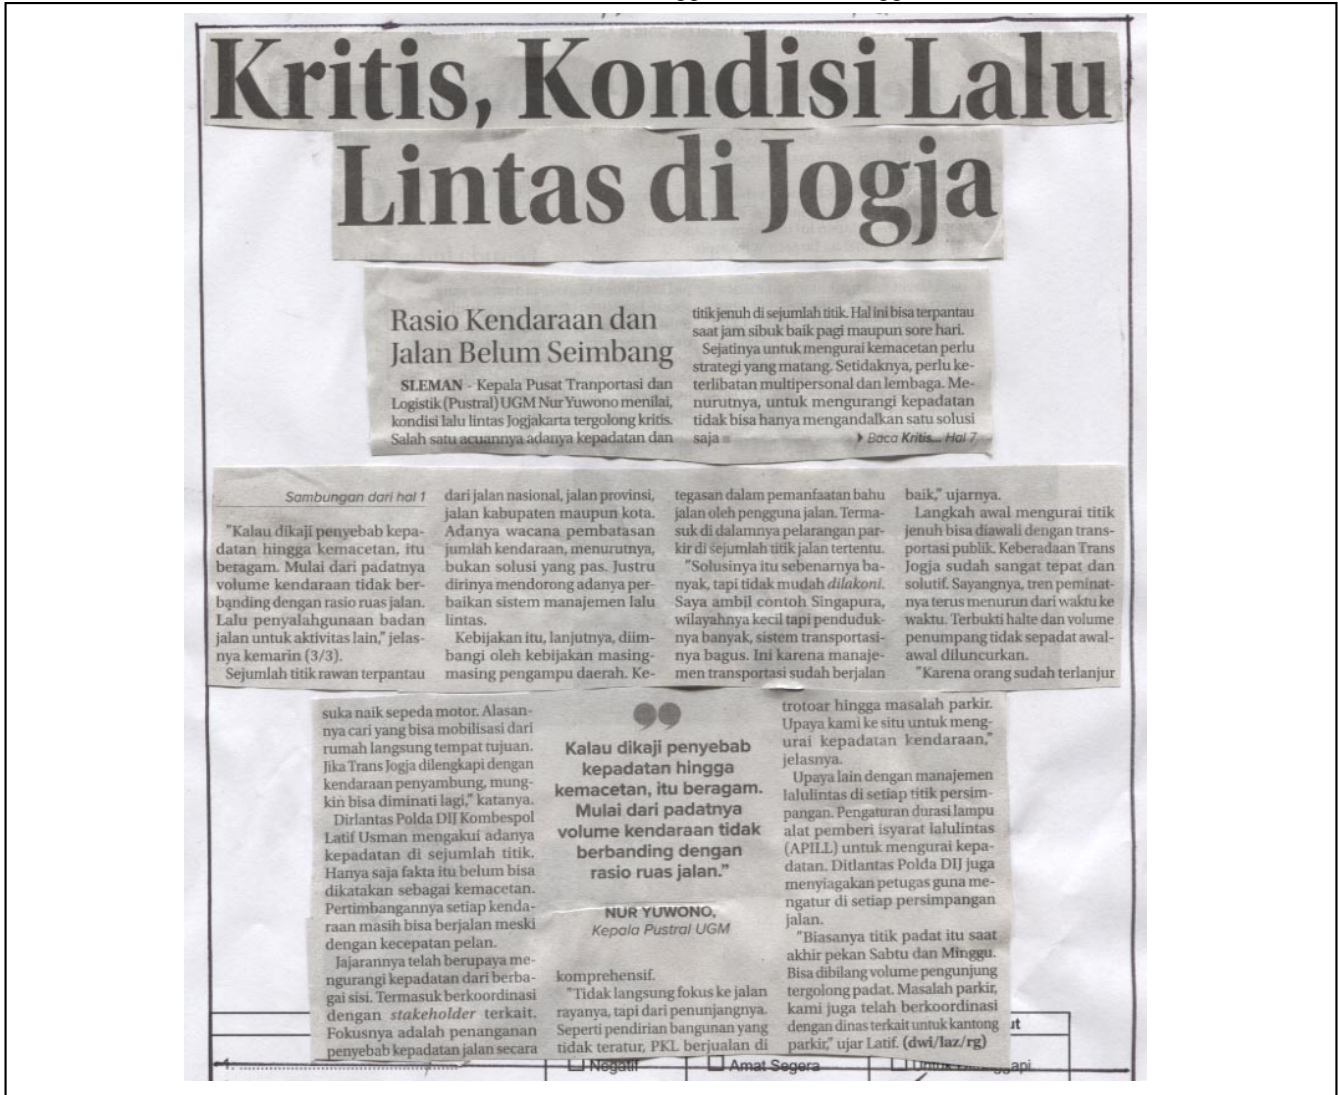 Kritis, Kondisi Lalu
Lintas di Jogja
Rasio Kendaraan dan
Jalan Belum Seimbang
SLEMAN - Kepala Pusat Tranportasi dan
Logistik (Pustral) UGM Nur Yuwono menilai,
kondisi lalu lintas Jogjakarta tergolong kritis.
Salah satu acuannya adanya kepadatan dan
titik jenuh di sejumlah titik. Hal ini bisa terpantau
saat jam sibuk baik pagi maupun sore hari.
Sejatinya untuk mengurai kemacetan perlu
strategi yang matang. Setidaknya, perlu ke-
terlibatan multipersonal dan lembaga. Me-
nurutnya, untuk mengurangi kepadatan
tidak bisa hanya mengandalkan satu solusi
saja
Baca Kritis... Hal 7
Sambungan dari hal 1
"Kalau dikaji penyebab kepa-
datan hingga kemacetan, itu
beragam. Mulai dari padatnya
volume kendaraan tidak ber-
banding dengan rasio ruas jalan.
Lalu penyalahgunaan badan
jalan untuk aktivitas lain," jelas-
nya kemarin (3/3).
Sejumlah titik rawan terpantau
dari jalan nasional, jalan provinsi,
jalan kabupaten maupun kota.
Adanya wacana pembatasan
jumlah kendaraan, menurutnya,
bukan solusi yang pas. Justru
dirinya mendorong adanya per-
baikan sistem manajemen lalu
lintas.
Kebijakan itu, lanjutnya, diim-
bangi oleh kebijakan masing-
masing pengampu daerah. Ke-
tegasan dalam pemanfaatan bahu
jalan oleh pengguna jalan. Terma-
suk di dalamnya pelarangan par-
kir di sejumlah titik jalan tertentu.
"Solusinya itu sebenarnya ba-
nyak, tapi tidak mudah dilakoni.
Saya ambil contoh Singapura,
wilayahnya kecil tapi penduduk-
nya banyak, sistem transportasi-
nya bagus. Ini karena manaje-
men transportasi sudah berjalan
baik," ujarnya.
Langkah awal mengurai titik
jenuh bisa diawali dengan trans-
portasi publik. Keberadaan Trans
Jogja sudah sangat tepat dan
solutif. Sayangnya, tren peminat-
nya terus menurun dari waktu ke
waktu. Terbukti halte dan volume
penumpang tidak sepadat awal-
awal diluncurkan.
"Karena orang sudah terlanjur
suka naik sepeda motor. Alasan-
nya cari yang bisa mobilisasi dari
rumah langsung tempat tujuan.
Jika Trans Jogja dilengkapi dengan
kendaraan penyambung, mung-
kin bisa diminati lagi," katanya.
Dirlantas Polda DIJ Kombespol
Latif Usman mengakui adanya
kepadatan di sejumlah titik.
Hanya saja fakta itu belum bisa
dikatakan sebagai kemacetan.
Pertimbangannya setiap kenda-
raan masih bisa berjalan meski
dengan kecepatan pelan.
Jajarannya telah berupaya me-
ngurangi kepadatan dari berba-
gai sisi. Termasuk berkoordinasi
dengan stakeholder terkait.
Fokusnya adalah penanganan
penyebab kepadatan jalan secara
Kalau dikaji penyebab
kepadatan hingga
kemacetan, itu beragam.
Mulai dari padatnya
volume kendaraan tidak
berbanding dengan
rasio ruas jalan."
NUR YUWONO,
Kepala Pustral UGM
komprehensif.
"Tidak langsung fokus ke jalan
rayanya, tapi dari penunjangnya.
Seperti pendirian bangunan yang
tidak teratur, PKL berjualan di
trotoar hingga masalah parkir.
Upaya kami ke situ untuk meng-
urai kepadatan kendaraan,"
jelasnya.
Upaya lain dengan manajemen
lalulintas di setiap titik persim-
pangan. Pengaturan durasi lampu
alat pemberi isyarat lalulintas
(APILL) untuk mengurai kepa-
datan. Ditlantas Polda DIJ juga
menyiagakan petugas guna me-
ngatur di setiap persimpangan
jalan.
"Biasanya titik padat itu saat
akhir pekan Sabtu dan Minggu.
Bisa dibilang volume pengunjung
tergolong padat. Masalah parkir,
kami juga telah berkoordinasi
dengan dinas terkait untuk kantong
parkir," ujar Latif. (dwi/laz/rg)
ut
Negatif
Amat Segera